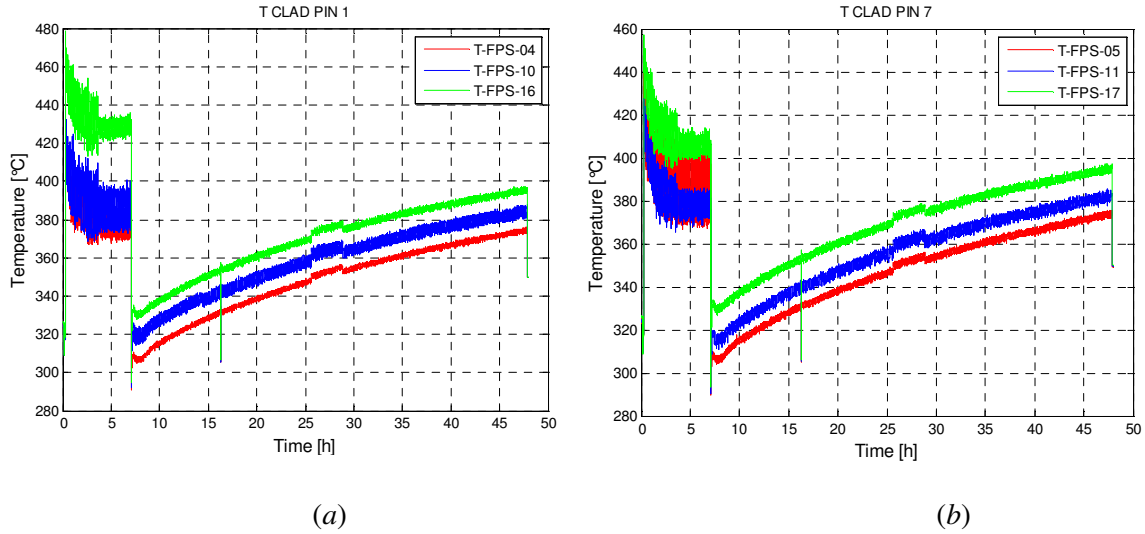 T CLAD PIN 1
480
460
440
420
400
380
360
340
320
300
280
Temperature [°C]
T-FPS-04
T-FPS-10
T-FPS-16
0 5 10 15 20 25 30 35 40 45 50
Time [h]
(a)
T CLAD PIN 7
460
440
420
400
380
360
340
320
300
280
Temperature [°C]
T-FPS-05
T-FPS-11
T-FPS-17
0 5 10 15 20 25 30 35 40 45 50
Time [h]
(b)